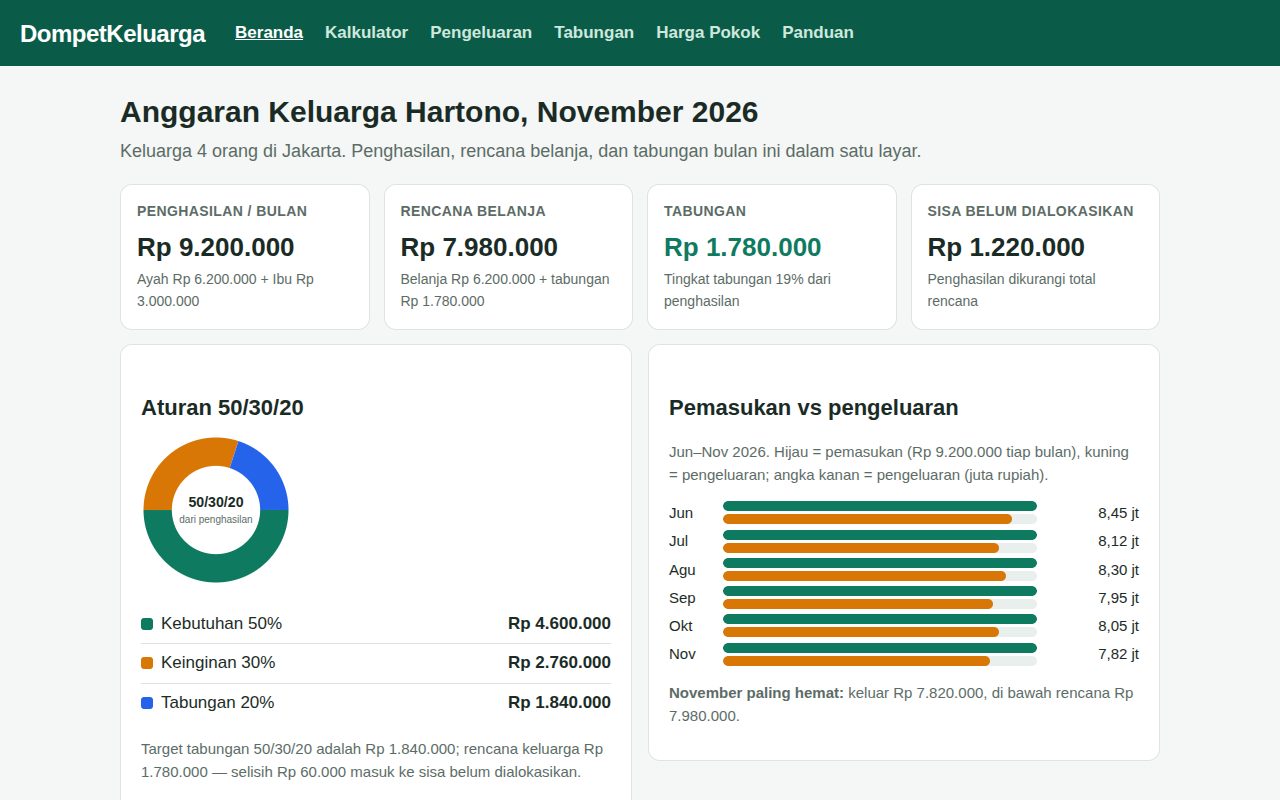 DompetKeluarga
Beranda
Kalkulator
Pengeluaran
Tabungan
Harga Pokok
Panduan
Anggaran Keluarga Hartono, November 2026
Keluarga 4 orang di Jakarta. Penghasilan, rencana belanja, dan tabungan bulan ini dalam satu layar.
PENGHASILAN / BULAN
Rp 9.200.000
Ayah Rp 6.200.000 + Ibu Rp
3.000.000
RENCANA BELANJA
Rp 7.980.000
Belanja Rp 6.200.000 + tabungan
Rp 1.780.000
TABUNGAN
Rp 1.780.000
Tingkat tabungan 19% dari
penghasilan
SISA BELUM DIALOKASIKAN
Rp 1.220.000
Penghasilan dikurangi total
rencana
Aturan 50/30/20
50/30/20
dari penghasilan
Kebutuhan 50% Rp 4.600.000
Keinginan 30% Rp 2.760.000
Tabungan 20% Rp 1.840.000
Target tabungan 50/30/20 adalah Rp 1.840.000; rencana keluarga Rp
1.780.000 — selisih Rp 60.000 masuk ke sisa belum dialokasikan.
Pemasukan vs pengeluaran
Jun–Nov 2026. Hijau = pemasukan (Rp 9.200.000 tiap bulan), kuning
= pengeluaran; angka kanan = pengeluaran (juta rupiah).
Jun 8,45 jt
Jul 8,12 jt
Agu 8,30 jt
Sep 7,95 jt
Okt 8,05 jt
Nov 7,82 jt
November paling hemat: keluar Rp 7.820.000, di bawah rencana Rp
7.980.000.